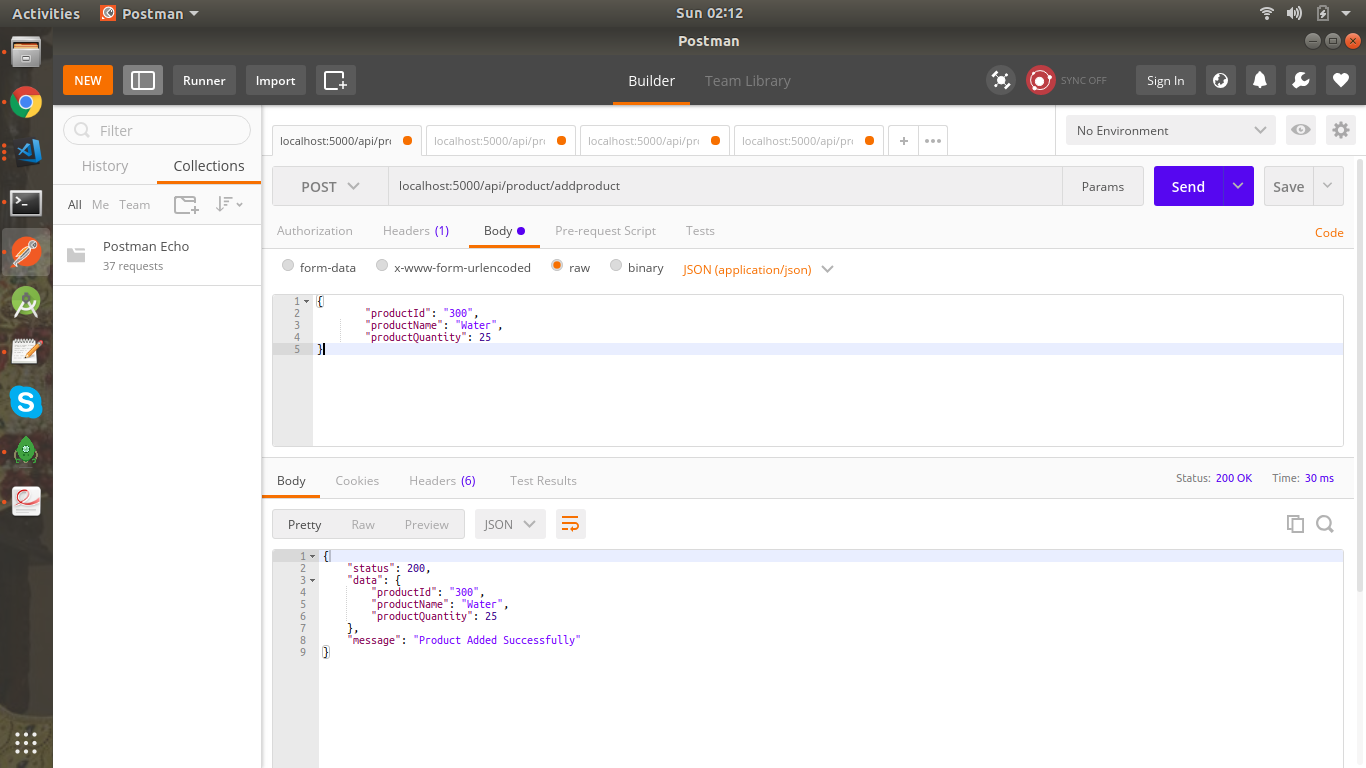 Activities Postman Sun 02:12
Postman
NEW Runner Import Builder Team Library SYNC OFF Sign In
Filter
History Collections
All Me Team
Postman Echo
37 requests
localhost:5000/api/pr localhost:5000/api/pr localhost:5000/api/pr localhost:5000/api/pr + ••• No Environment
POST localhost:5000/api/product/addproduct Params Send Save
Authorization Headers (1) Body Pre-request Script Tests Code
form-data x-www-form-urlencoded raw binary JSON (application/json)
1 {
2 "productId": "300",
3 "productName": "Water",
4 "productQuantity": 25
5 }
Body Cookies Headers (6) Test Results Status: 200 OK Time: 30 ms
Pretty Raw Preview JSON
1 {
2 "status": 200,
3 "data": {
4 "productId": "300",
5 "productName": "Water",
6 "productQuantity": 25
7 },
8 "message": "Product Added Successfully"
9 }